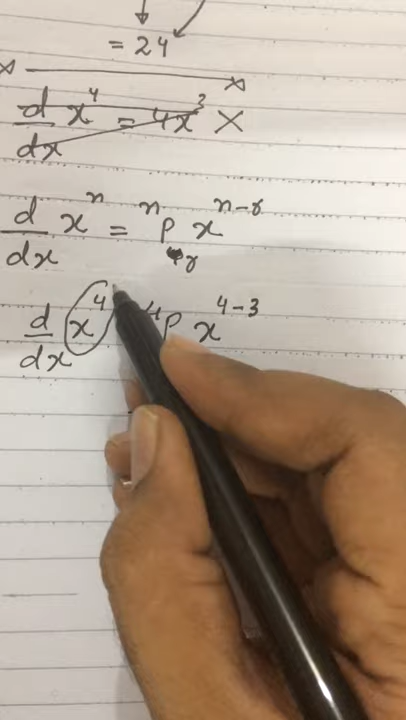 = 24
x x
d/dx x⁴ = 4x³ X
d/dx xⁿ = ⁿPᵣ xⁿ⁻ʳ
d/dx x⁴ ⁴P x⁴⁻³